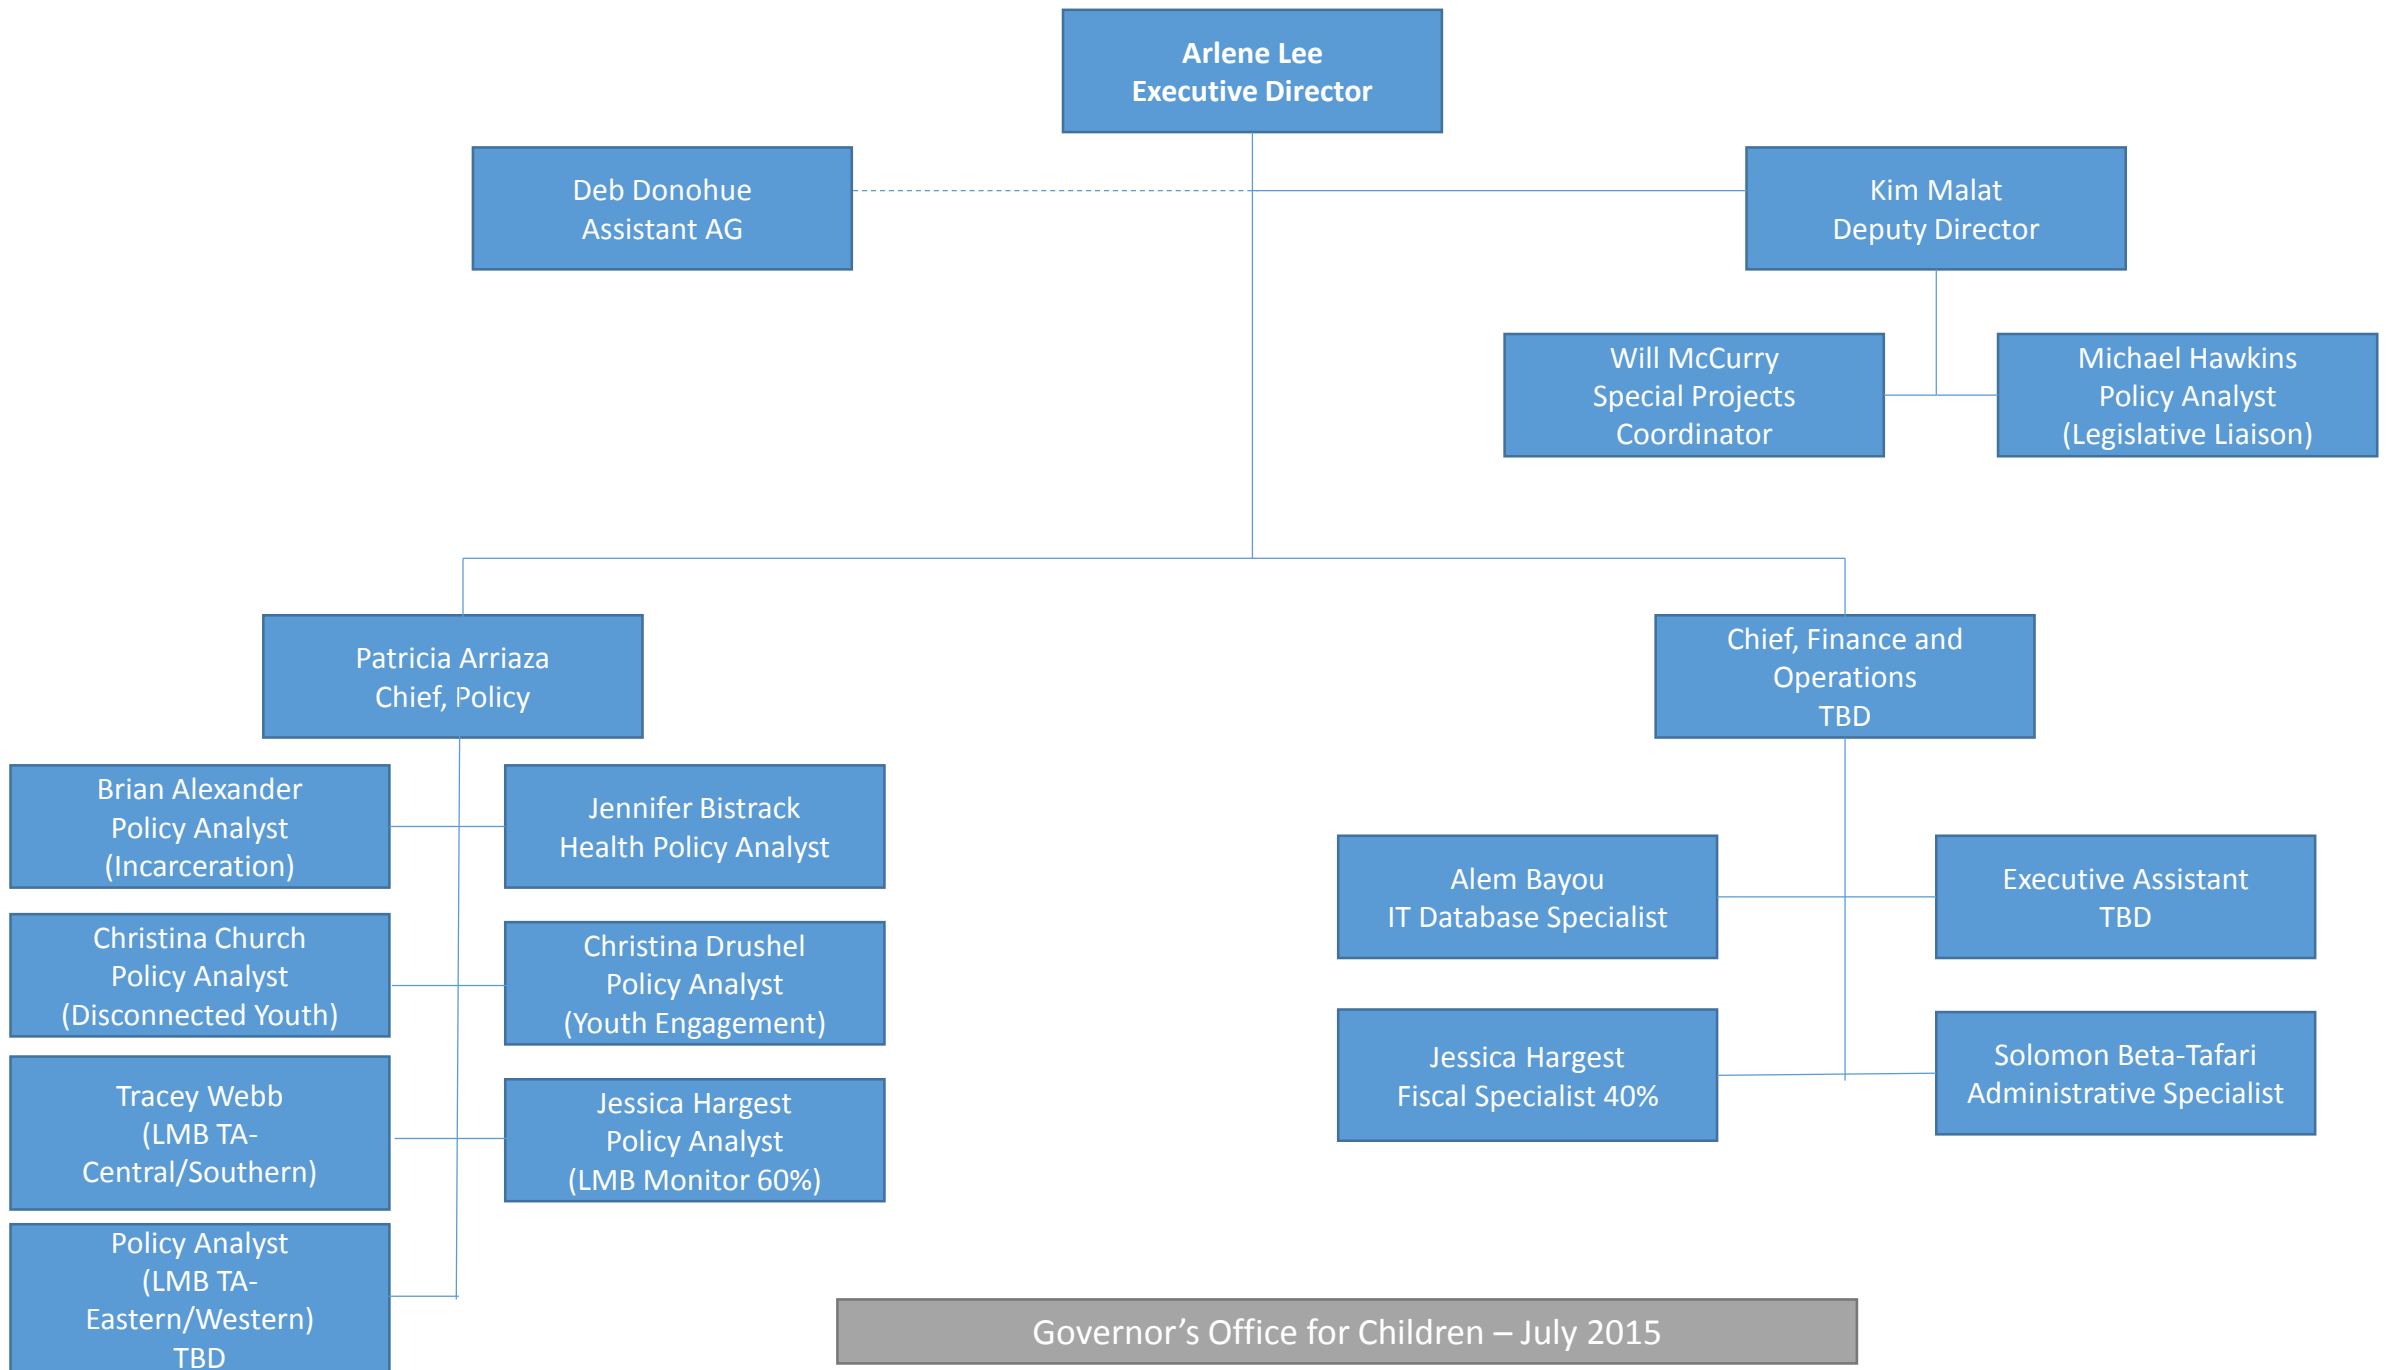 Arlene Lee
Executive Director
Deb Donohue
Assistant AG
Kim Malat
Deputy Director
Will McCurry
Special Projects
Coordinator
Michael Hawkins
Policy Analyst
(Legislative Liaison)
Patricia Arriaza
Chief, Policy
Chief, Finance and
Operations
TBD
Brian Alexander
Policy Analyst
(Incarceration)
Jennifer Bistrack
Health Policy Analyst
Christina Church
Policy Analyst
(Disconnected Youth)
Christina Drushel
Policy Analyst
(Youth Engagement)
Tracey Webb
(LMB TA-
Central/Southern)
Jessica Hargest
Policy Analyst
(LMB Monitor 60%)
Policy Analyst
(LMB TA-
Eastern/Western)
TBD
Alem Bayou
IT Database Specialist
Executive Assistant
TBD
Jessica Hargest
Fiscal Specialist 40%
Solomon Beta-Tafari
Administrative Specialist
Governor’s Office for Children – July 2015